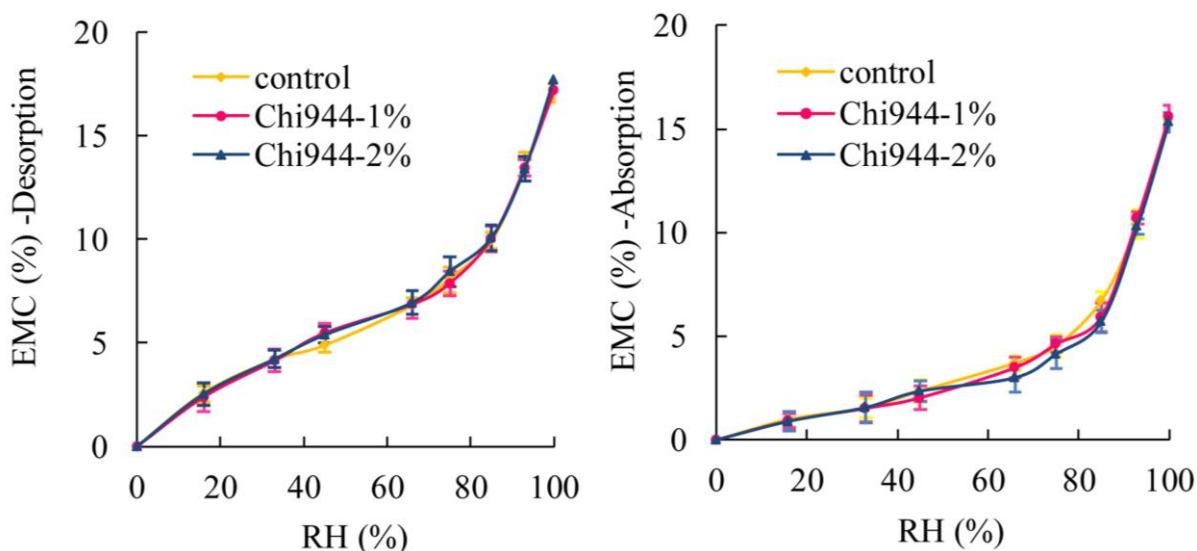 EMC (%) -Desorption
20
15
10
5
0
control
Chi944-1%
Chi944-2%
0 20 40 60 80 100
RH (%)
EMC (%) -Absorption
20
15
10
5
0
control
Chi944-1%
Chi944-2%
0 20 40 60 80 100
RH (%)